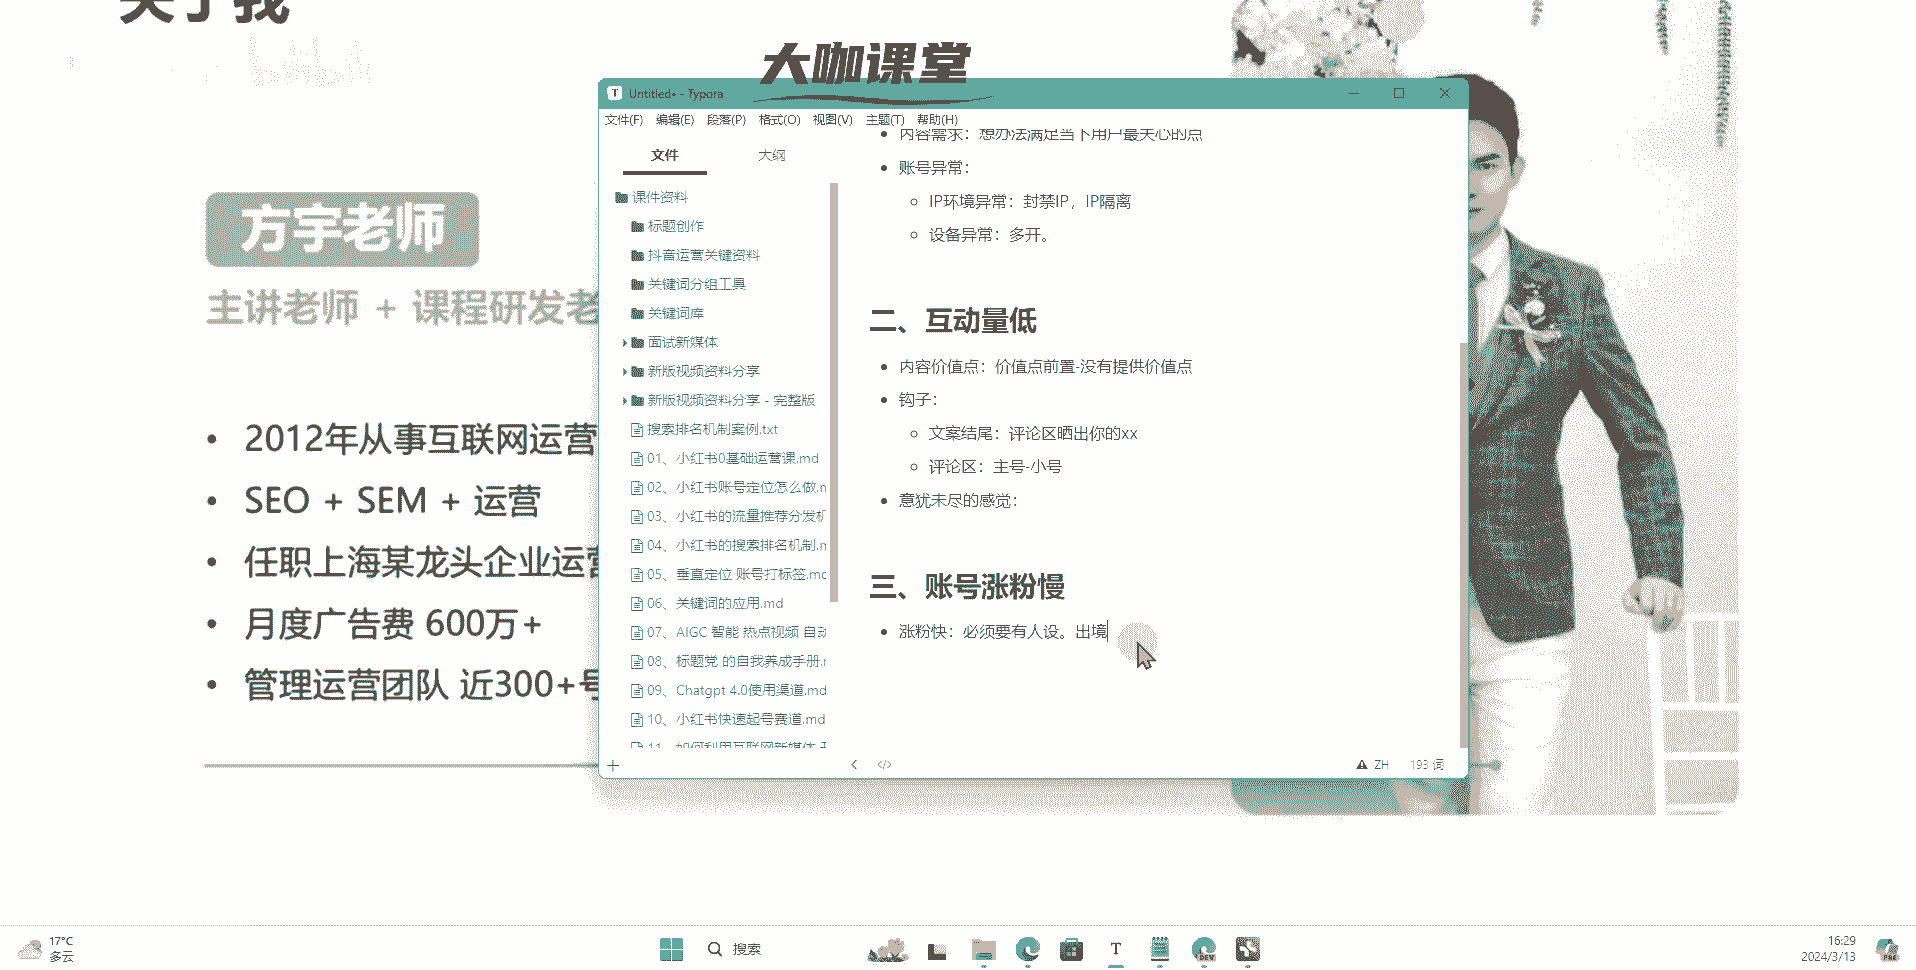 关于我
bilibili
大咖课堂
方宇老师
主讲老师 + 课程研发老
2012年从事互联网运营
SEO + SEM + 运营
任职上海某龙头企业运营
月度广告费 600万+
管理运营团队 近300+号
Untitled• - Typora
文件(F) 编辑(E) 段落(P) 格式(O) 视图(V) 主题(T) 帮助(H)
文件 大纲
课件资料
标题创作
抖音运营关键资料
关键词分组工具
关键词库
面试新媒体
新版视频资料分享
新版视频资料分享 - 完整版
搜索排名机制案例.txt
01、小红书0基础运营课.md
02、小红书账号定位怎么做.m
03、小红书的流量推荐分发机
04、小红书的搜索排名机制.m
05、垂直定位 账号打标签.md
06、关键词的应用.md
07、AIGC 智能 热点视频 自动
08、标题党 的自我养成手册.m
09、Chatgpt 4.0使用渠道.md
10、小红书快速起号赛道.md
11、如何利用互联网新媒体
内容需求：想办法满足当下用户最关心的点
账号异常：
IP环境异常：封禁IP，IP隔离
设备异常：多开。
二、互动量低
内容价值点：价值点前置-没有提供价值点
钩子：
文案结尾：评论区晒出你的xx
评论区：主号-小号
意犹未尽的感觉：
三、账号涨粉慢
涨粉快：必须要有人设。出境
ZH 193 词
17°C
多云
搜索
T
DEV
16:29
2024/3/13
PRE